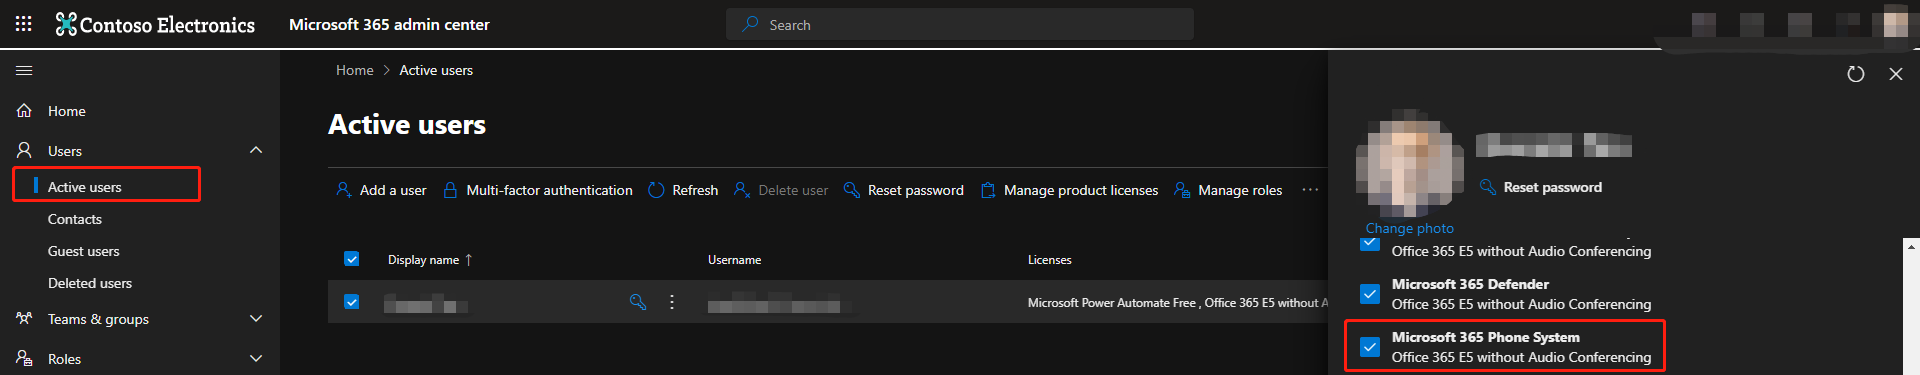 Contoso Electronics
Microsoft 365 admin center
Search
Home
Users
Active users
Contacts
Guest users
Deleted users
Teams & groups
Roles
Home > Active users
Active users
Add a user Multi-factor authentication Refresh Delete user Reset password Manage product licenses Manage roles ...
Display name ↑ Username Licenses
Microsoft Power Automate Free , Office 365 E5 without
Reset password
Change photo
Office 365 E5 without Audio Conferencing
Microsoft 365 Defender
Office 365 E5 without Audio Conferencing
Microsoft 365 Phone System
Office 365 E5 without Audio Conferencing